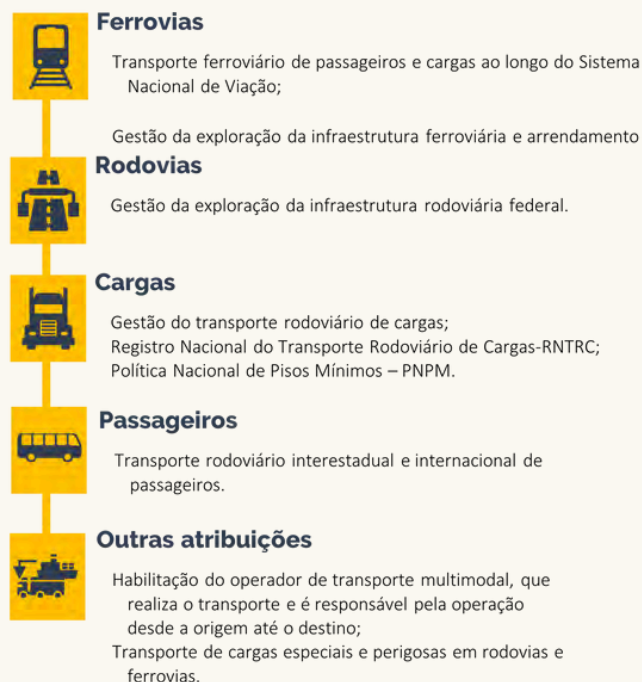 Ferrovias
Transporte ferroviário de passageiros e cargas ao longo do Sistema
Nacional de Viação;
Gestão da exploração da infraestrutura ferroviária e arrendamento
Rodovias
Gestão da exploração da infraestrutura rodoviária federal.
Cargas
Gestão do transporte rodoviário de cargas;
Registro Nacional do Transporte Rodoviário de Cargas-RNTRC;
Política Nacional de Pisos Mínimos – PNPM.
Passageiros
Transporte rodoviário interestadual e internacional de
passageiros.
Outras atribuições
Habilitação do operador de transporte multimodal, que
realiza o transporte e é responsável pela operação
desde a origem até o destino;
Transporte de cargas especiais e perigosas em rodovias e
ferrovias.